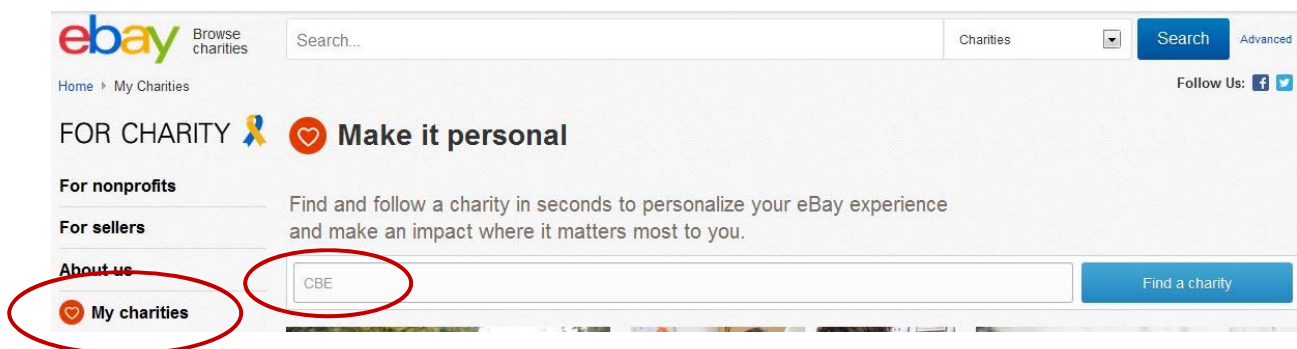 ebay Browse charities
Search...
Charities
Search
Advanced
Home My Charities
Follow Us:
FOR CHARITY
Make it personal
For nonprofits
For sellers
About us
My charities
Find and follow a charity in seconds to personalize your eBay experience
and make an impact where it matters most to you.
CBE
Find a charity